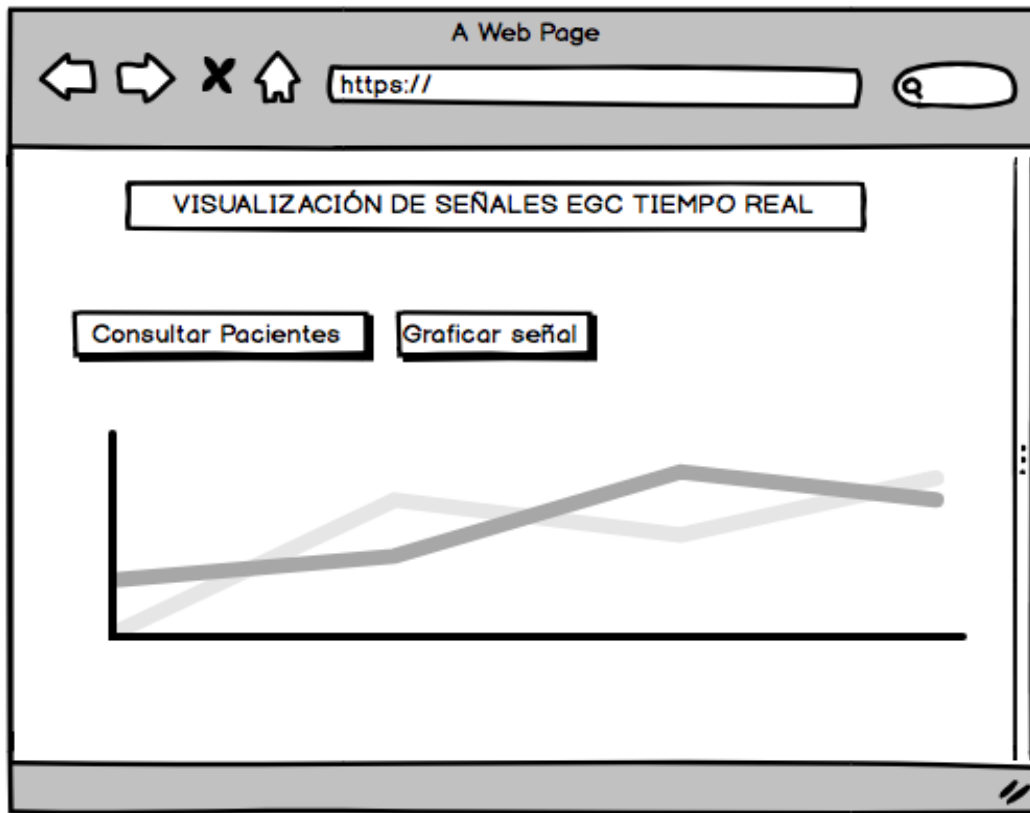 A Web Page
https://
VISUALIZACIÓN DE SEÑALES EGC TIEMPO REAL
Consultar Pacientes
Graficar señal